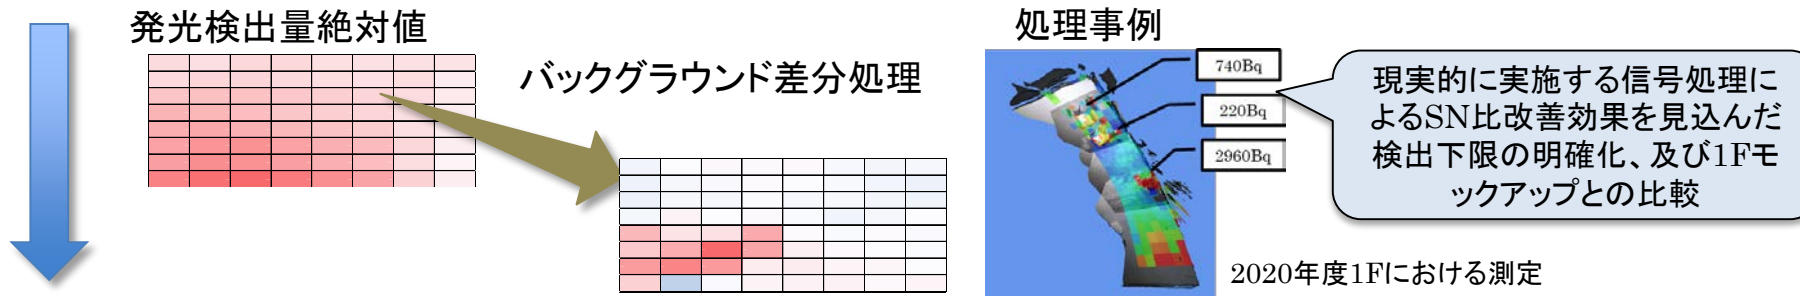 発光検出量絶対値
バックグラウンド差分処理
処理事例
740Bq
220Bq
2960Bq
現実的に実施する信号処理に
よるSN比改善効果を見込んだ
検出下限の明確化、及び1Fモ
ックアップとの比較
2020年度1Fにおける測定